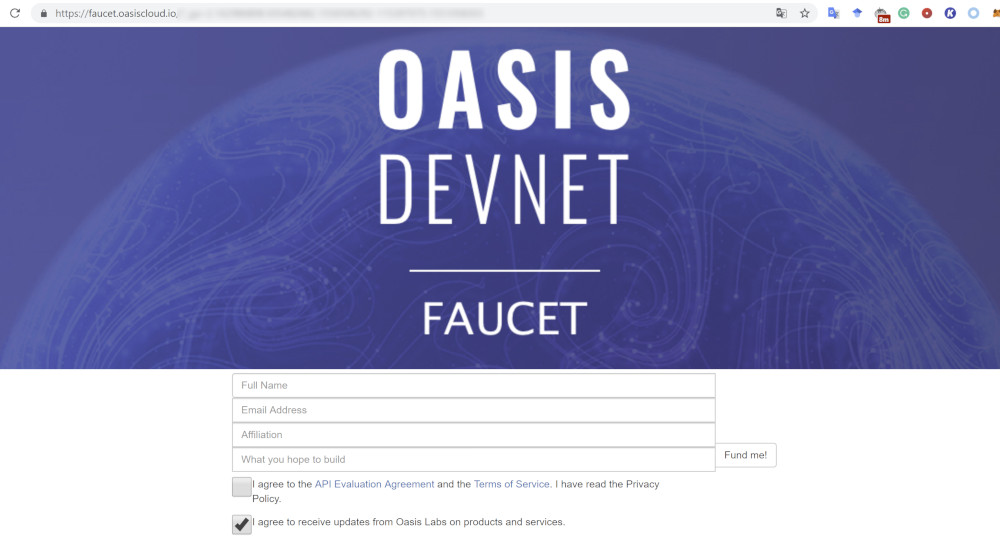 https://faucet.oasiscloud.io
8m
OASIS
DEVNET
FAUCET
Full Name
Email Address
Affiliation
What you hope to build
Fund me!
I agree to the API Evaluation Agreement and the Terms of Service. I have read the Privacy
Policy.
I agree to receive updates from Oasis Labs on products and services.